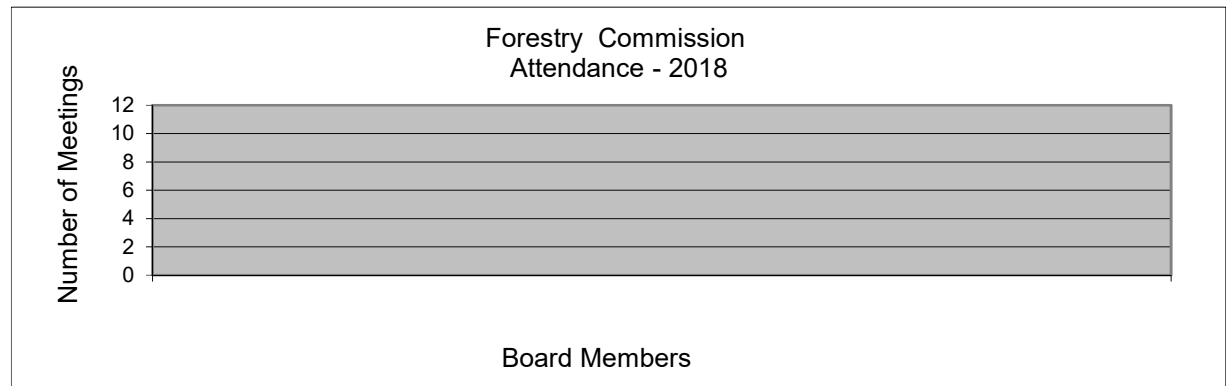 Forestry  Commission
Attendance - 2018
Number of Meetings
12
10
8
6
4
2
0
Board Members